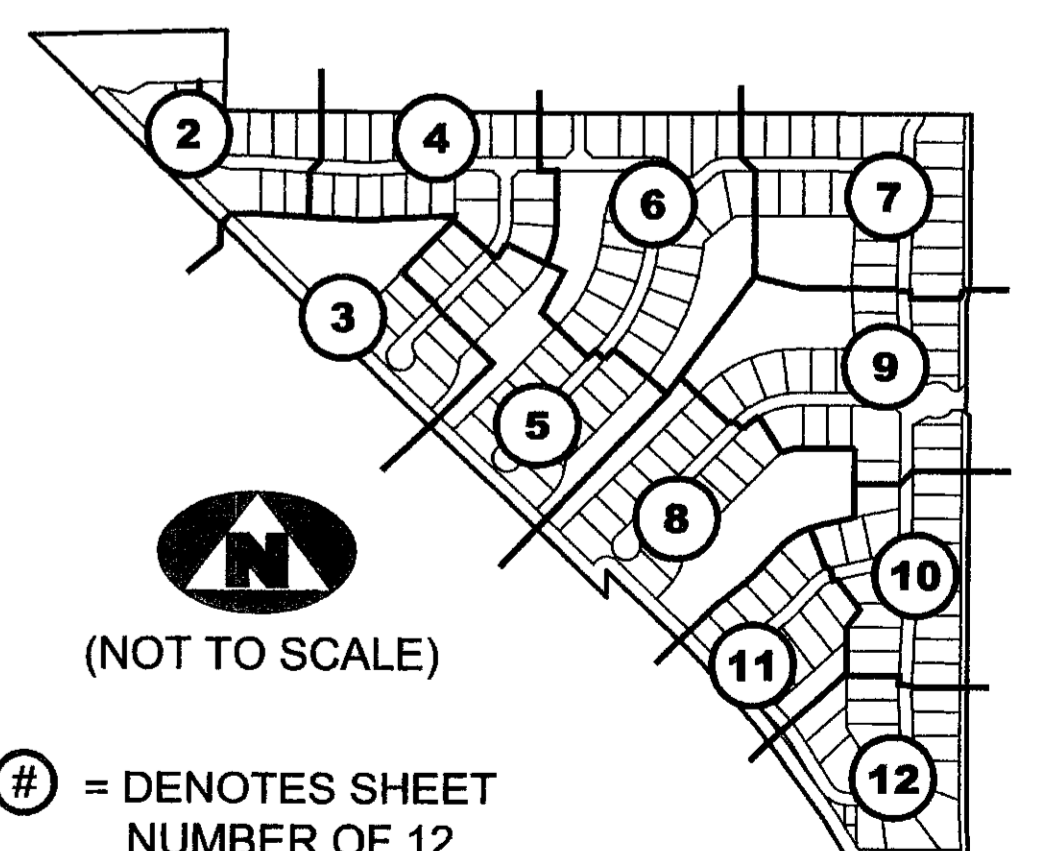 2
4
6
7
3
9
5
8
N
10
(NOT TO SCALE)
11
# = DENOTES SHEET
NUMBER OF 12
12